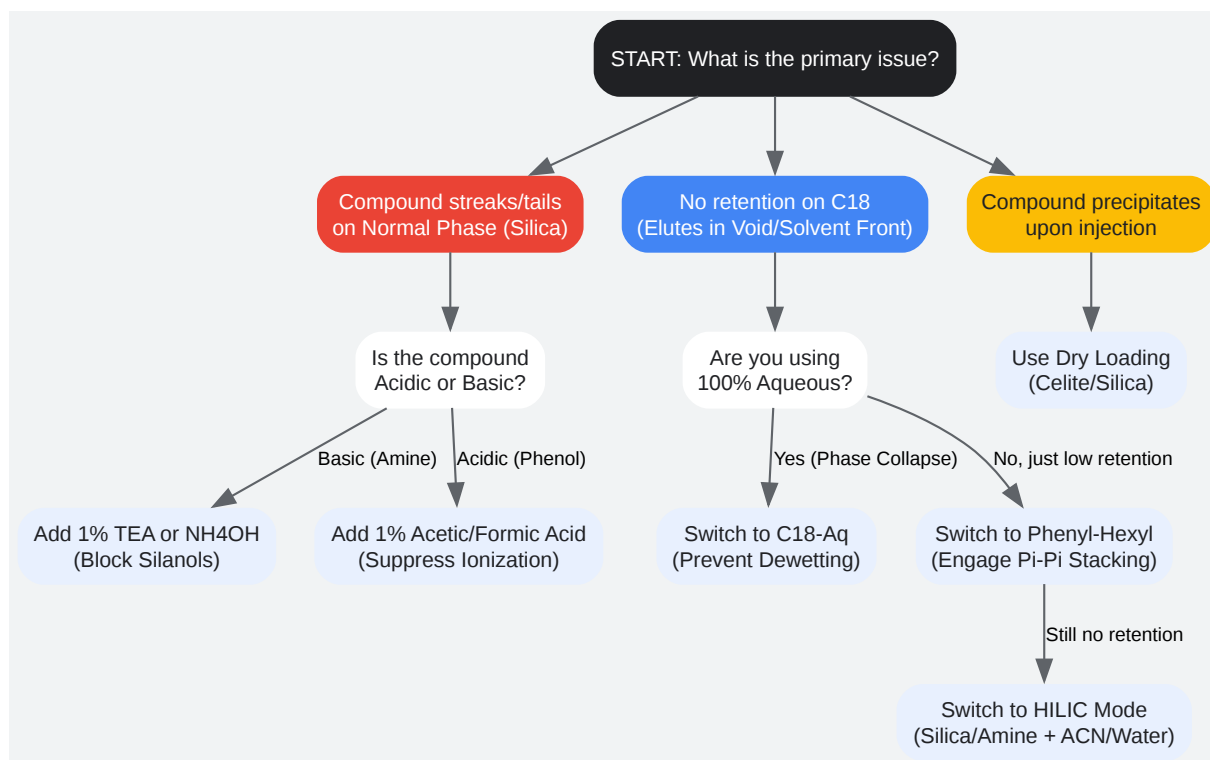 START: What is the primary issue?
Compound streaks/tails
on Normal Phase (Silica)
No retention on C18
(Elutes in Void/Solvent Front)
Compound precipitates
upon injection
Is the compound
Acidic or Basic?
Are you using
100% Aqueous?
Use Dry Loading
(Celite/Silica)
Basic (Amine)
Acidic (Phenol)
Yes (Phase Collapse)
No, just low retention
Add 1% TEA or NH4OH
(Block Silanols)
Add 1% Acetic/Formic Acid
(Suppress Ionization)
Switch to C18-Aq
(Prevent Dewetting)
Switch to Phenyl-Hexyl
(Engage Pi-Pi Stacking)
Still no retention
Switch to HILIC Mode
(Silica/Amine + ACN/Water)